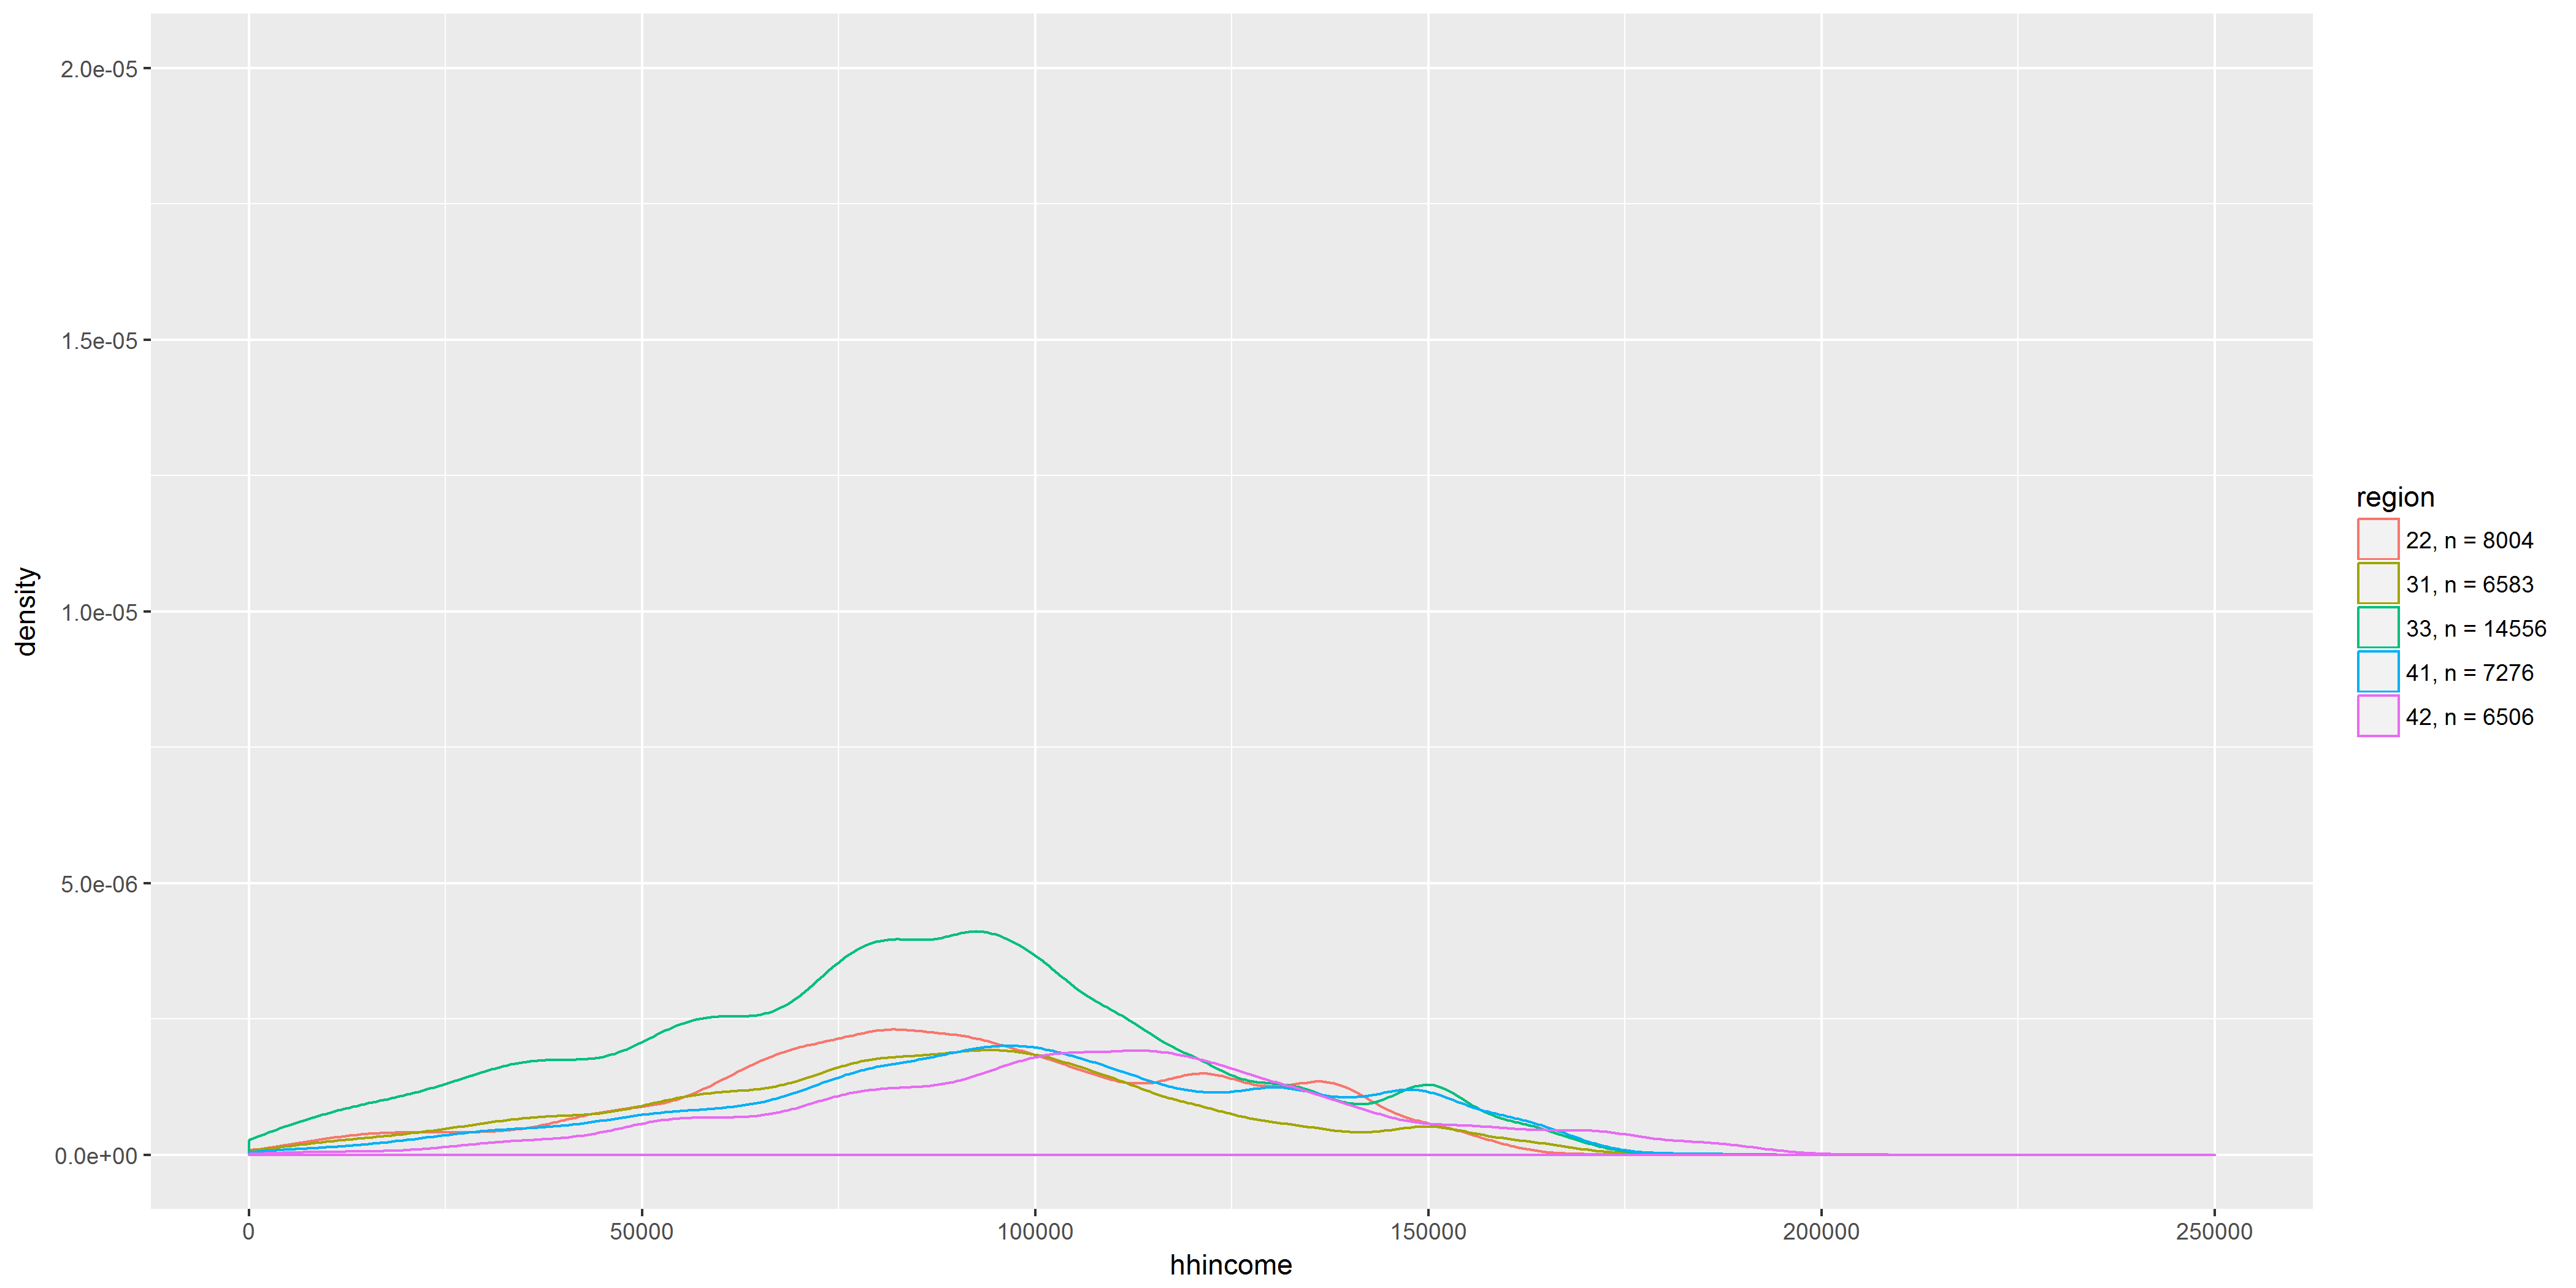 2.0e-05
1.5e-05
1.0e-05
5.0e-06
0.0e+00
density
0 50000 100000 150000 200000 250000
hhincome
region
22, n = 8004
31, n = 6583
33, n = 14556
41, n = 7276
42, n = 6506